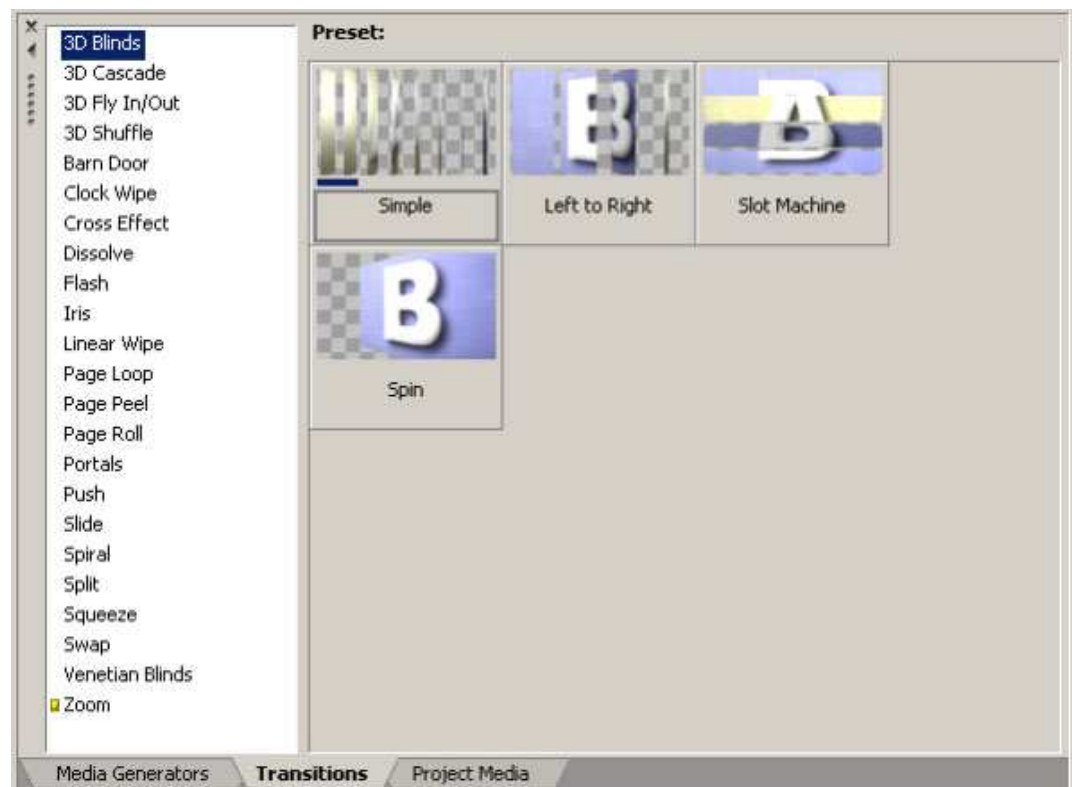 3D Blinds
3D Cascade
3D Fly In/Out
3D Shuffle
Barn Door
Clock Wipe
Cross Effect
Dissolve
Flash
Iris
Linear Wipe
Page Loop
Page Peel
Page Roll
Portals
Push
Slide
Spiral
Split
Squeeze
Swap
Venetian Blinds
Zoom
Preset:
Simple
B
Left to Right
Slot Machine
B
Spin
Media Generators
Transitions
Project Media